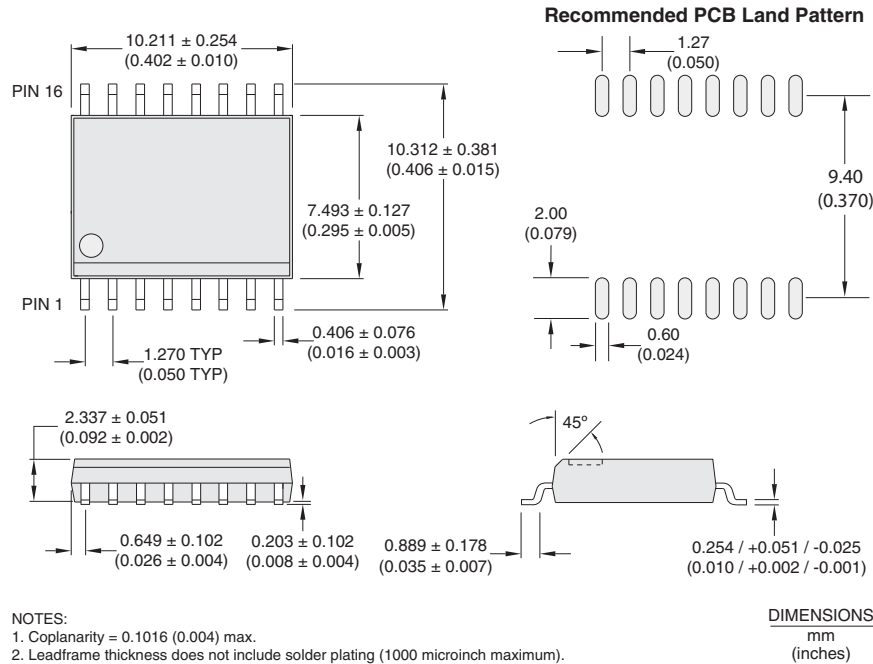 Recommended PCB Land Pattern
10.211 ± 0.254
(0.402 ± 0.010)
PIN 16
10.312 ± 0.381
(0.406 ± 0.015)
7.493 ± 0.127
(0.295 ± 0.005)
PIN 1
1.270 TYP
(0.050 TYP)
0.406 ± 0.076
(0.016 ± 0.003)
1.27
(0.050)
9.40
(0.370)
2.00
(0.079)
0.60
(0.024)
2.337 ± 0.051
(0.092 ± 0.002)
0.649 ± 0.102
(0.026 ± 0.004)
0.203 ± 0.102
(0.008 ± 0.004)
45º
0.889 ± 0.178
(0.035 ± 0.007)
0.254 / +0.051 / -0.025
(0.010 / +0.002 / -0.001)
NOTES:
1. Coplanarity = 0.1016 (0.004) max.
2. Leadframe thickness does not include solder plating (1000 microinch maximum).
DIMENSIONS
mm
(inches)